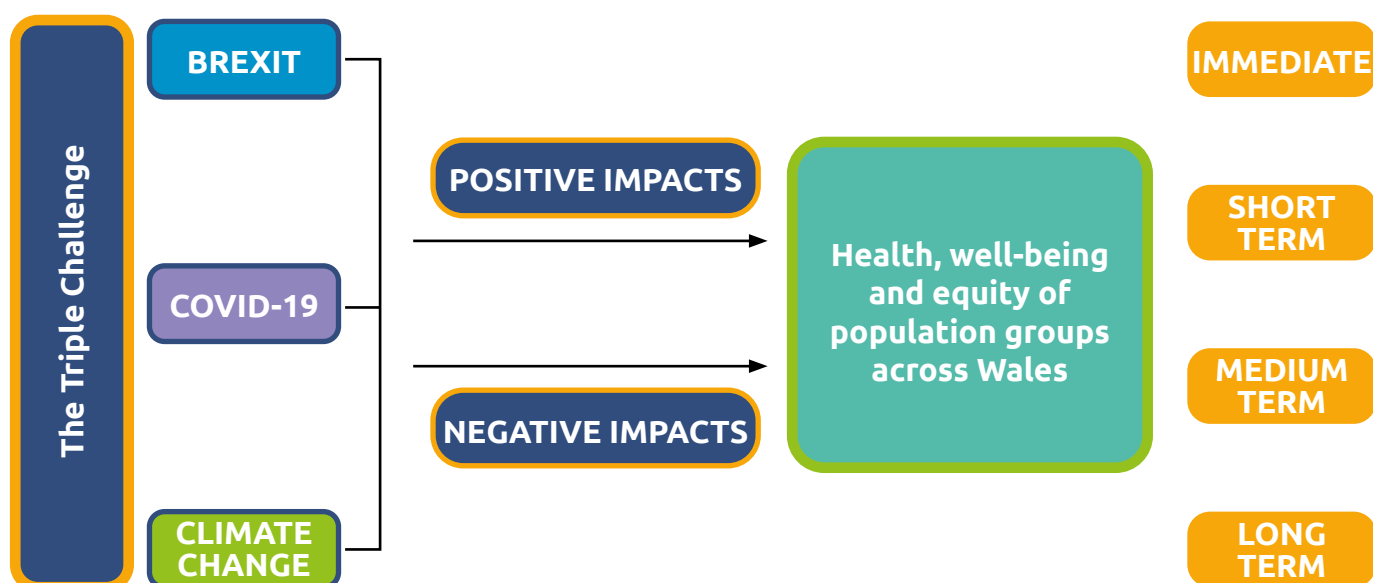 The Triple Challenge
BREXIT
COVID-19
CLIMATE
CHANGE
POSITIVE IMPACTS
NEGATIVE IMPACTS
Health, well-being
and equity of
population groups
across Wales
IMMEDIATE
SHORT
TERM
MEDIUM
TERM
LONG
TERM